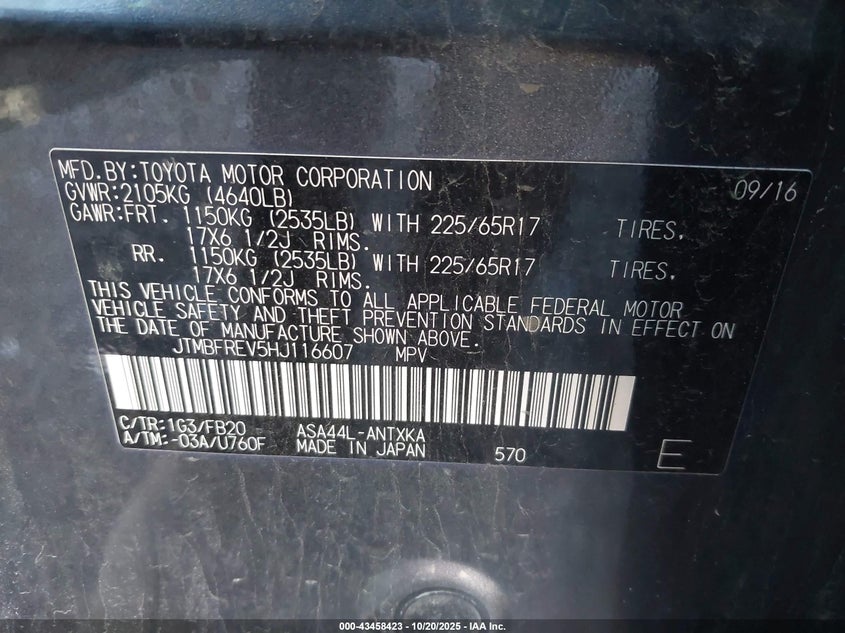 MFD.BY:TOYOTA MOTOR CORPORATION 09/16
GVWR:2105KG (4640LB)
GAWR:FRT. 1150KG (2535LB) WITH 225/65R17 TIRES,
17X6 1/2J RIMS.
RR. 1150KG (2535LB) WITH 225/65R17 TIRES,
17X6 1/2J RIMS.
THIS VEHICLE CONFORMS TO ALL APPLICABLE FEDERAL MOTOR
VEHICLE SAFETY AND THEFT PREVENTION STANDARDS IN EFFECT ON
THE DATE OF MANUFACTURE SHOWN ABOVE.
JTMBFREV5HJ116607 MPV
C/TR:1G3/FB20 ASA44L-ANTXKA
A/TM:-03A/U760F MADE IN JAPAN 570 E
000-43458423 - 10/20/2025 - IAA Inc.